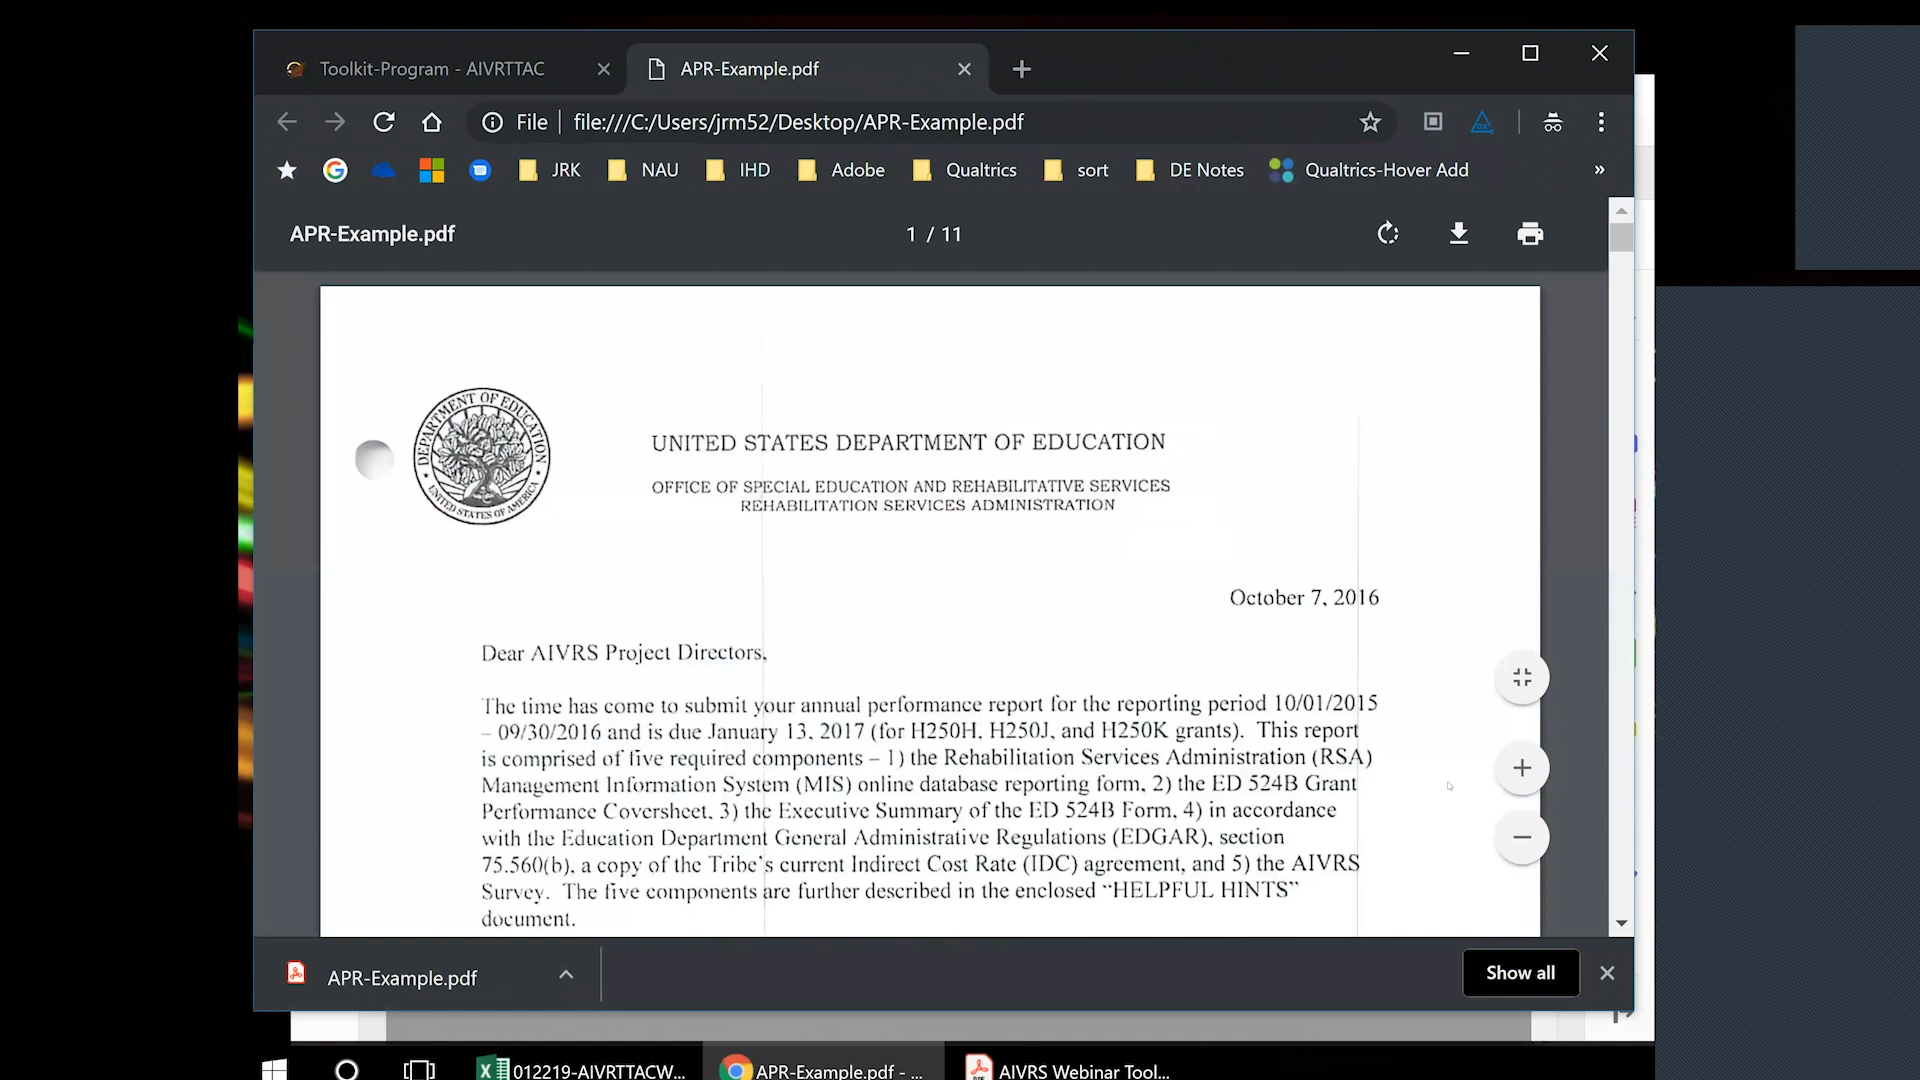 Toolkit-Program - AIVRTTAC
APR-Example.pdf
File
file:///C:/Users/jrm52/Desktop/APR-Example.pdf
JRK
NAU
IHD
Adobe
Qualtrics
sort
DE Notes
Qualtrics-Hover Add
»
APR-Example.pdf
1 / 11
DEPARTMENT OF EDUCATION
UNITED STATES OF AMERICA
UNITED STATES DEPARTMENT OF EDUCATION
OFFICE OF SPECIAL EDUCATION AND REHABILITATIVE SERVICES
REHABILITATION SERVICES ADMINISTRATION
October 7, 2016
Dear AIVRS Project Directors,
The time has come to submit your annual performance report for the reporting period 10/01/2015
– 09/30/2016 and is due January 13, 2017 (for H250H, H250J, and H250K grants). This report
is comprised of five required components – 1) the Rehabilitation Services Administration (RSA)
Management Information System (MIS) online database reporting form, 2) the ED 524B Grant
Performance Coversheet, 3) the Executive Summary of the ED 524B Form, 4) in accordance
with the Education Department General Administrative Regulations (EDGAR), section
75.560(b), a copy of the Tribe's current Indirect Cost Rate (IDC) agreement, and 5) the AIVRS
Survey. The five components are further described in the enclosed “HELPFUL HINTS”
document.
APR-Example.pdf
Show all
012219-AIVRTTACW...
APR-Example.pdf - ...
AIVRS Webinar Tool...